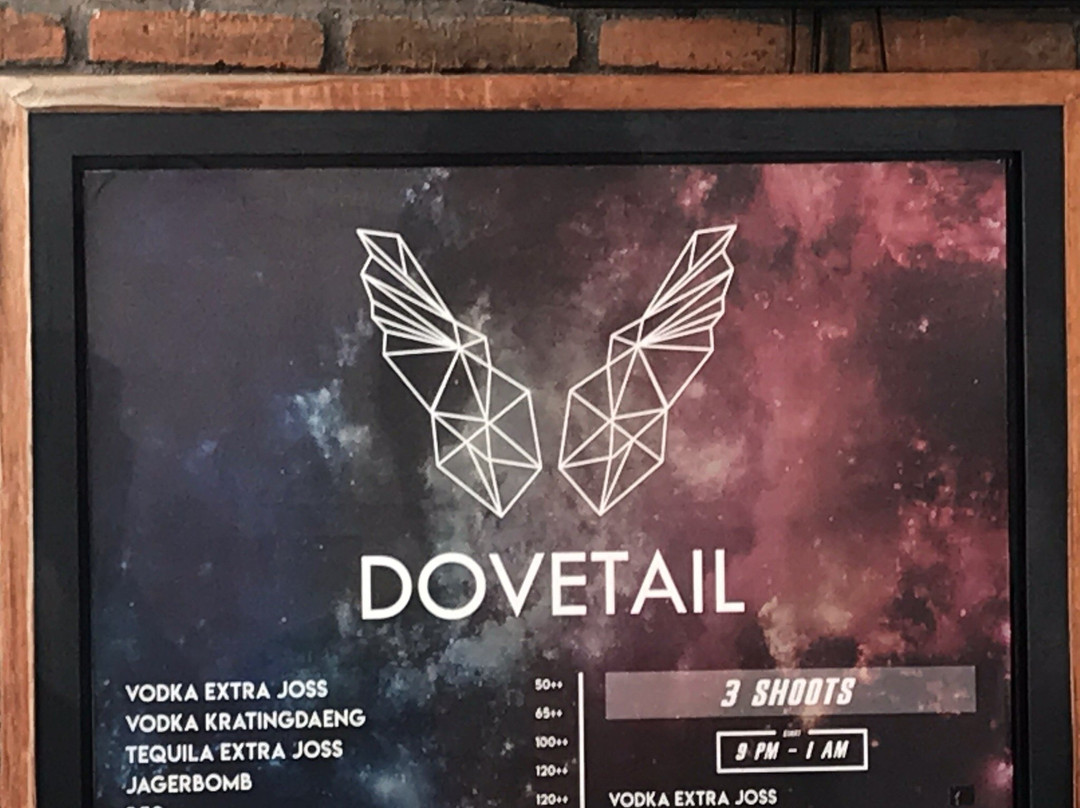 DOVETAIL
VODKA EXTRA JOSS 50++
VODKA KRATINGDAENG 65++
TEQUILA EXTRA JOSS 100++
JAGERBOMB 120++
120++
3 SHOOTS
START
9 PM - 1 AM
VODKA EXTRA JOSS